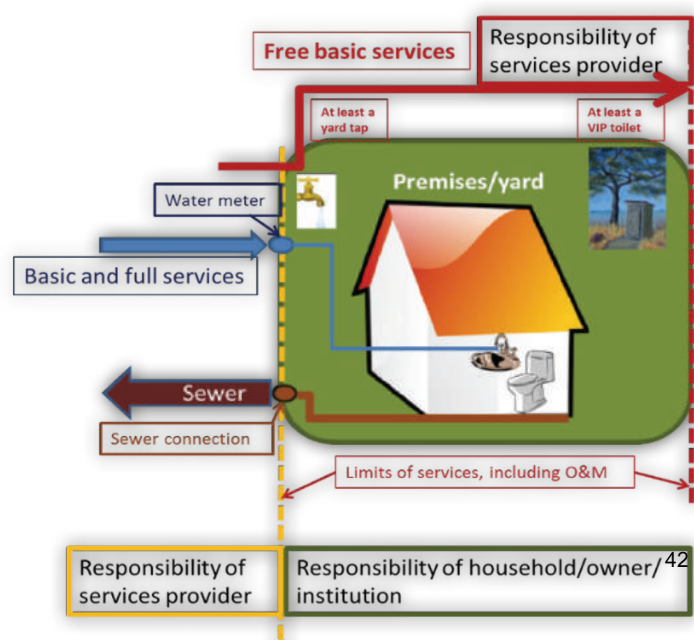 Free basic services
Responsibility of
services provider
At least a
yard tap
At least a
VIP toilet
Water meter
Premises/yard
Basic and full services
Sewer
Sewer connection
Limits of services, including O&M
Responsibility of
services provider
Responsibility of household/owner/
institution
42